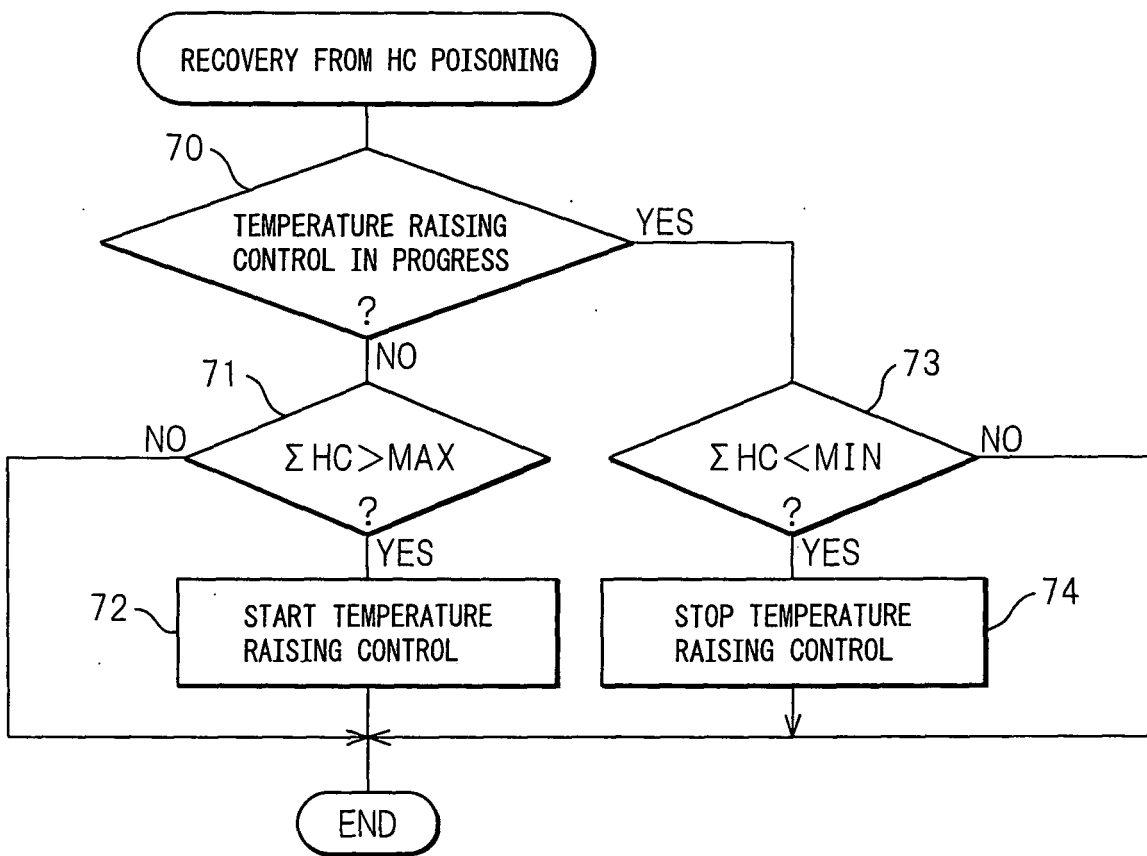 RECOVERY FROM HC POISONING
70
TEMPERATURE RAISING
CONTROL IN PROGRESS
?
YES
NO
71
73
NO
ΣHC>MAX
?
YES
ΣHC<MIN
?
NO
YES
72
START TEMPERATURE
RAISING CONTROL
STOP TEMPERATURE
RAISING CONTROL
74
END